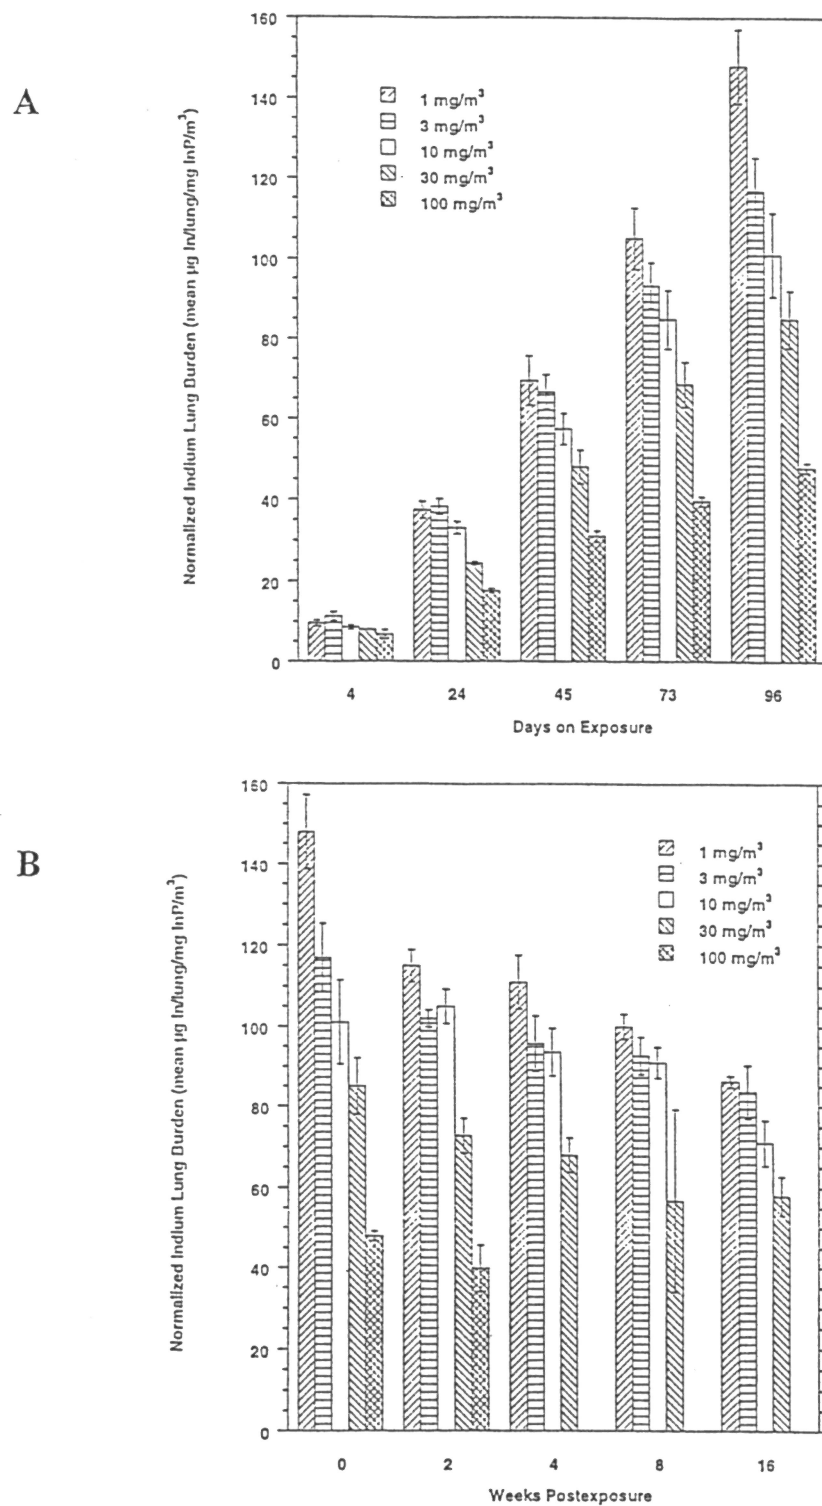 A
160
140
120
100
80
60
40
20
0
Normalized Indium Lung Durden (mean µg In/lung/mg InP/m³)
1 mg/m³
3 mg/m³
10 mg/m³
30 mg/m³
100 mg/m³
4 24 45 73 96
Days on Exposure
B
160
140
120
100
80
60
40
20
0
Normalized Indium Lung Durden (mean µg In/lung/mg InP/m³)
1 mg/m³
3 mg/m³
10 mg/m³
30 mg/m³
100 mg/m³
0 2 4 8 16
Weeks Postexposure